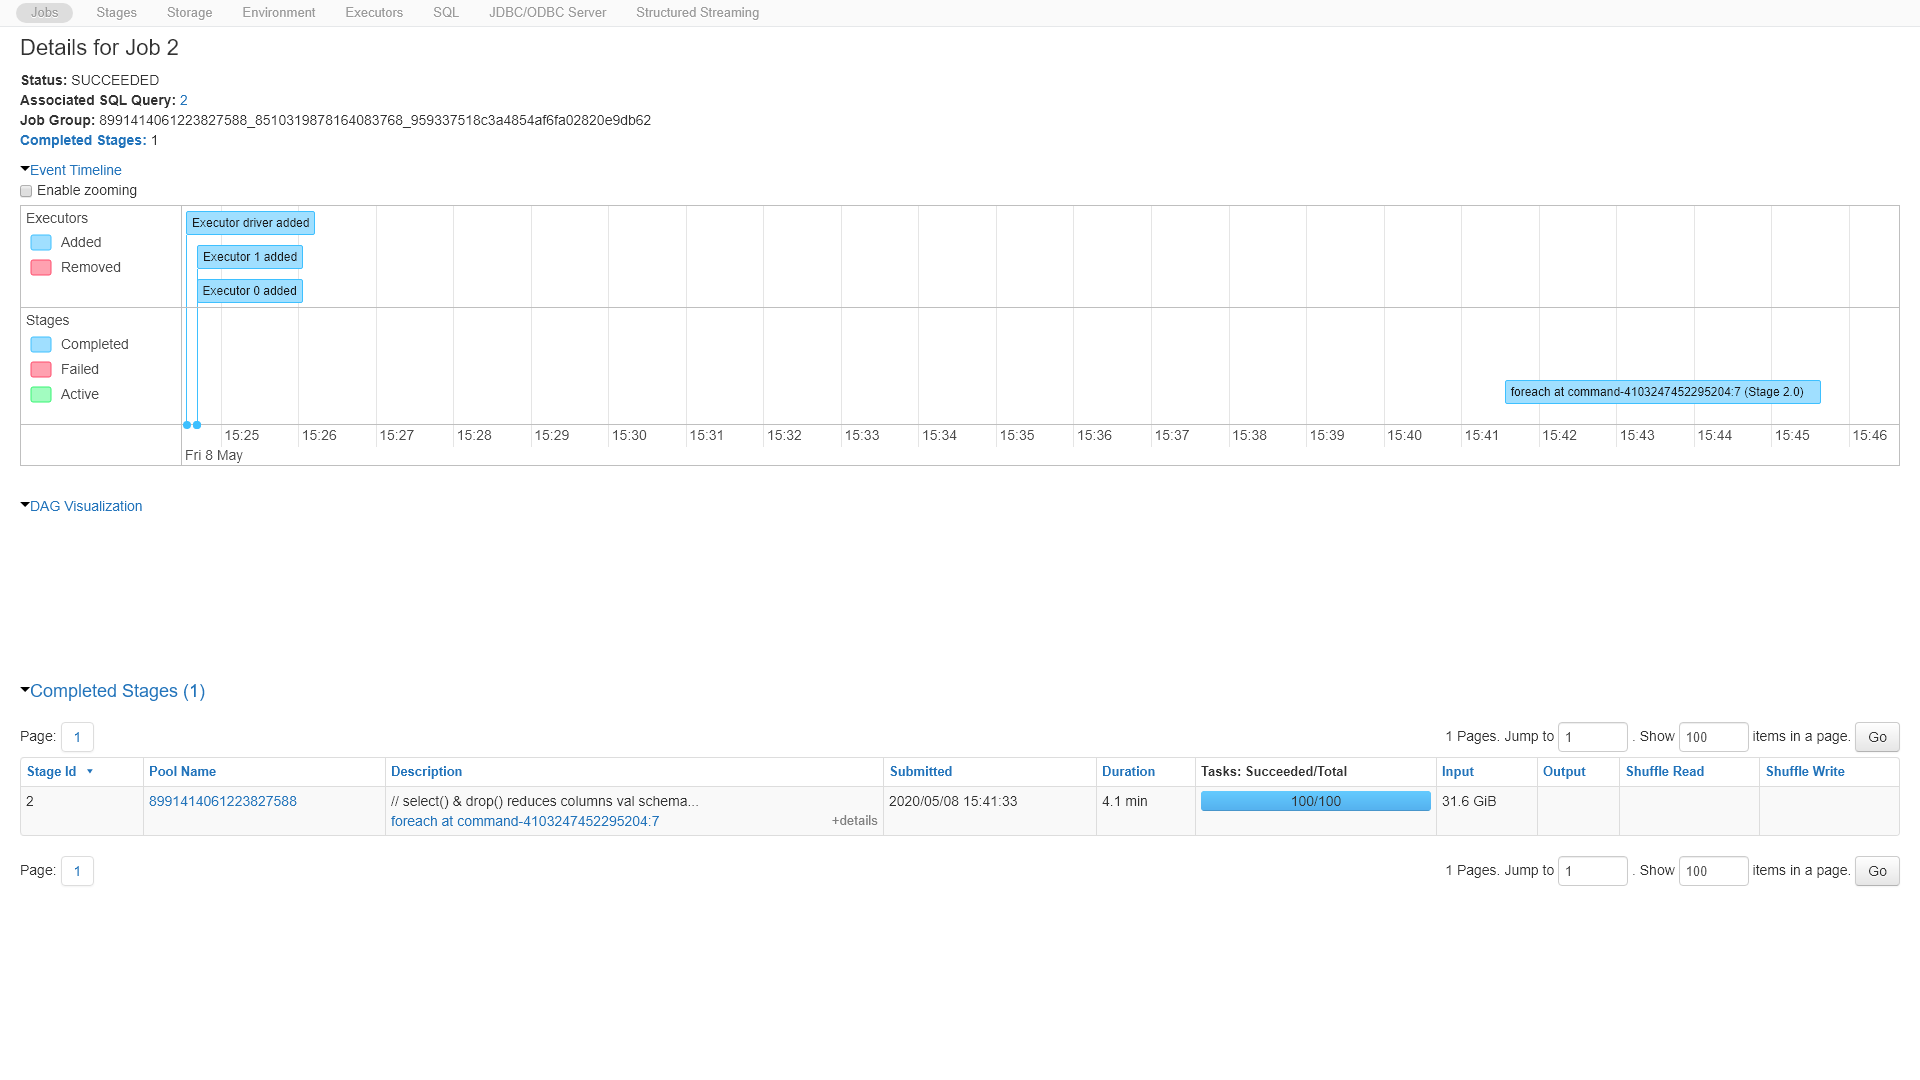 Jobs Stages Storage Environment Executors SQL JDBC/ODBC Server Structured Streaming
Details for Job 2
Status: SUCCEEDED
Associated SQL Query: 2
Job Group: 8991414061223827588_8510319878164083768_959337518c3a4854af6fa02820e9db62
Completed Stages: 1
Event Timeline
Enable zooming
Executors
Added
Removed
Executor driver added
Executor 1 added
Executor 0 added
Stages
Completed
Failed
Active
foreach at command-4103247452295204:7 (Stage 2.0)
15:25 15:26 15:27 15:28 15:29 15:30 15:31 15:32 15:33 15:34 15:35 15:36 15:37 15:38 15:39 15:40 15:41 15:42 15:43 15:44 15:45 15:46
Fri 8 May
DAG Visualization
Completed Stages (1)
Page: 1 1 Pages. Jump to 1 . Show 100 items in a page. Go
Stage Id Pool Name Description Submitted Duration Tasks: Succeeded/Total Input Output Shuffle Read Shuffle Write
2 8991414061223827588 // select() & drop() reduces columns val schema... 2020/05/08 15:41:33 4.1 min 100/100 31.6 GiB
foreach at command-4103247452295204:7 +details
Page: 1 1 Pages. Jump to 1 . Show 100 items in a page. Go